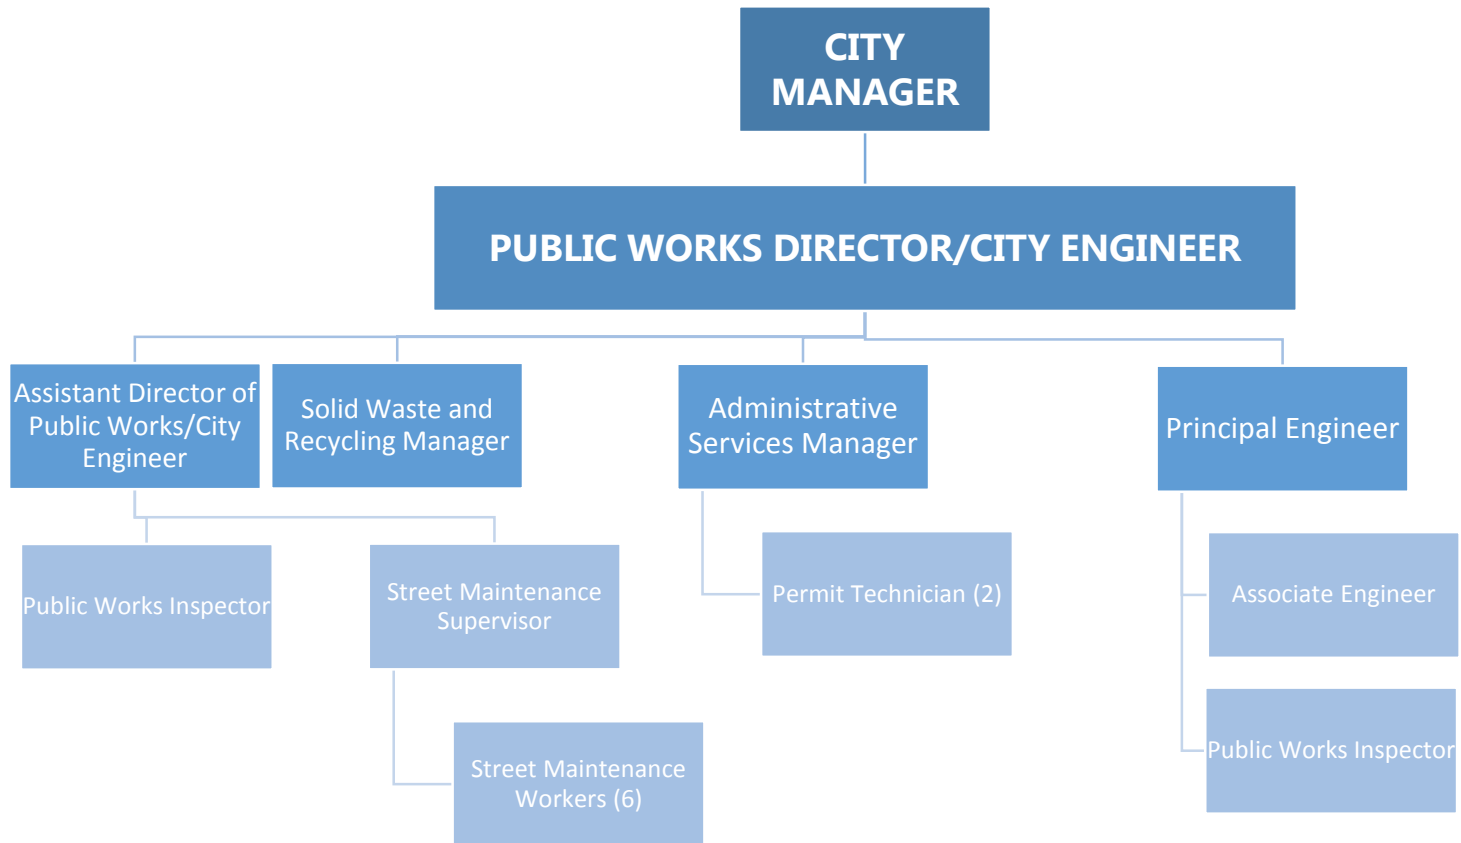 CITY
MANAGER
PUBLIC WORKS DIRECTOR/CITY ENGINEER
Assistant Director of
Public Works/City
Engineer
Solid Waste and
Recycling Manager
Administrative
Services Manager
Principal Engineer
Public Works Inspector
Street Maintenance
Supervisor
Permit Technician (2)
Associate Engineer
Street Maintenance
Workers (6)
Public Works Inspector